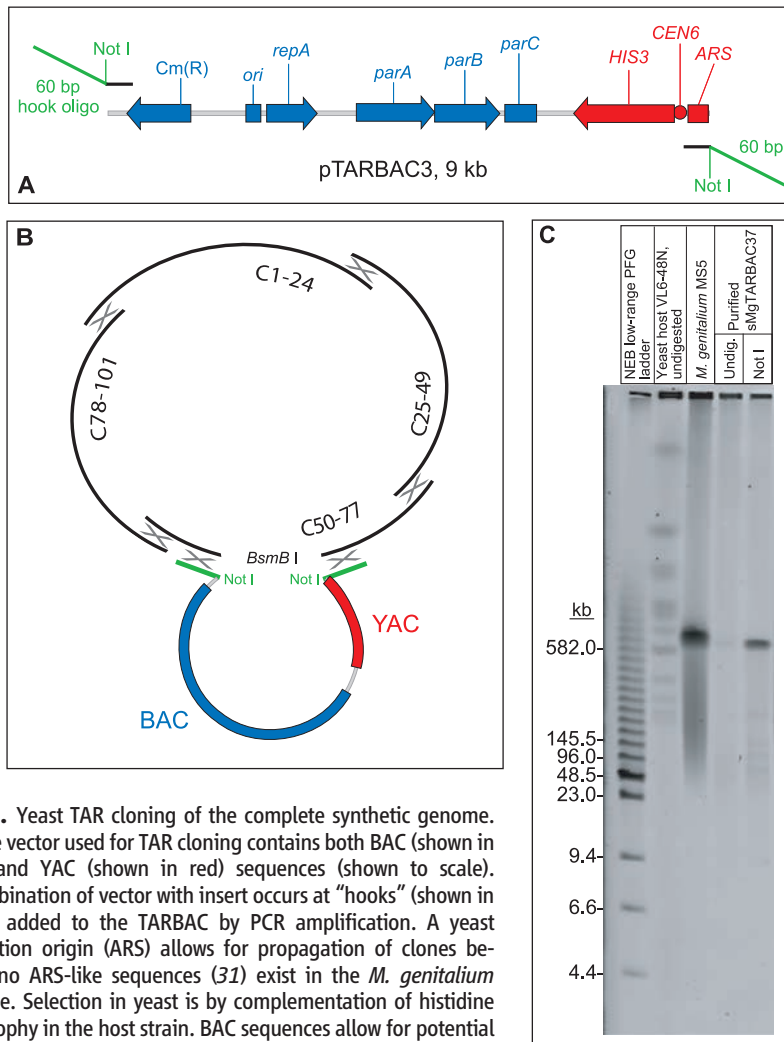 Not I
60 bp
hook oligo
Cm(R)
ori
repA
parA
parB
parC
HIS3
CEN6
ARS
60 bp
Not I
pTARBAC3, 9 kb
A
B
C1-24
C25-49
C50-77
C78-101
BsmB I
Not I
Not I
YAC
BAC
C
NEB low-range PFG
ladder
Yeast host VL6-48N,
undigested
M. genitalium MS5
Purified
sMgTARBAC37
Undig.
Not I
kb
582.0
145.5
96.0
48.5
23.0
9.4
6.6
4.4
. Yeast TAR cloning of the complete synthetic genome.
vector used for TAR cloning contains both BAC (shown in
and YAC (shown in red) sequences (shown to scale).
bination of vector with insert occurs at "hooks" (shown in
added to the TARBAC by PCR amplification. A yeast
tion origin (ARS) allows for propagation of clones be-
no ARS-like sequences (31) exist in the M. genitalium
e. Selection in yeast is by complementation of histidine
ophy in the host strain. BAC sequences allow for potential